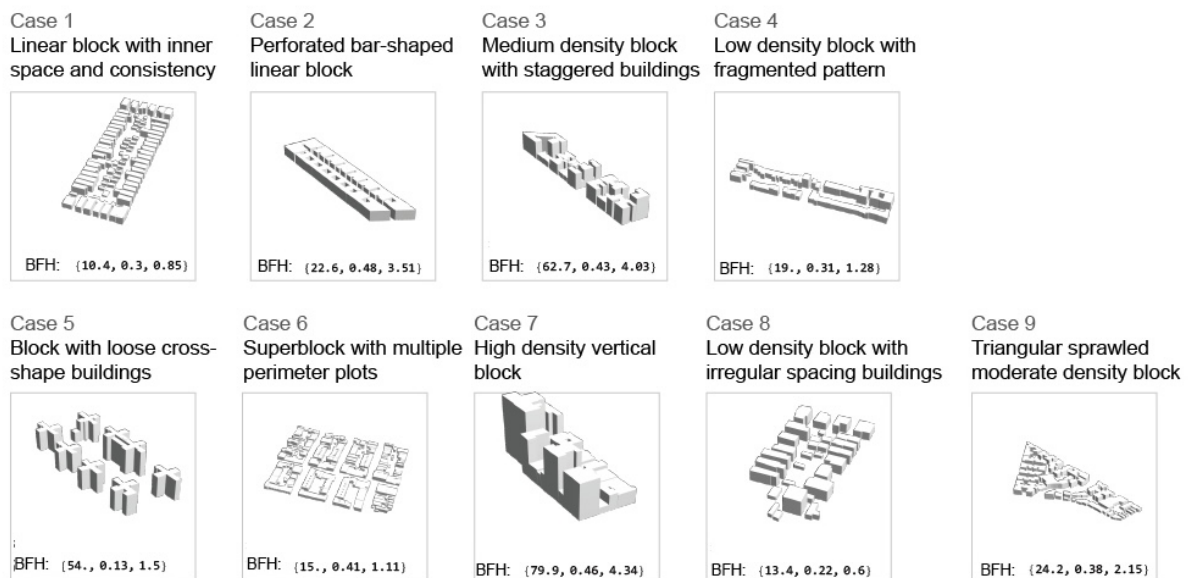 Case 1
Linear block with inner
space and consistency
BFH: {10.4, 0.3, 0.85}
Case 2
Perforated bar-shaped
linear block
BFH: {22.6, 0.48, 3.51}
Case 3
Medium density block
with staggered buildings
BFH: {62.7, 0.43, 4.03}
Case 4
Low density block with
fragmented pattern
BFH: {19., 0.31, 1.28}
Case 5
Block with loose cross-
shape buildings
BFH: {54., 0.13, 1.5}
Case 6
Superblock with multiple
perimeter plots
BFH: {15., 0.41, 1.11}
Case 7
High density vertical
block
BFH: {79.9, 0.46, 4.34}
Case 8
Low density block with
irregular spacing buildings
BFH: {13.4, 0.22, 0.6}
Case 9
Triangular sprawled
moderate density block
BFH: {24.2, 0.38, 2.15}